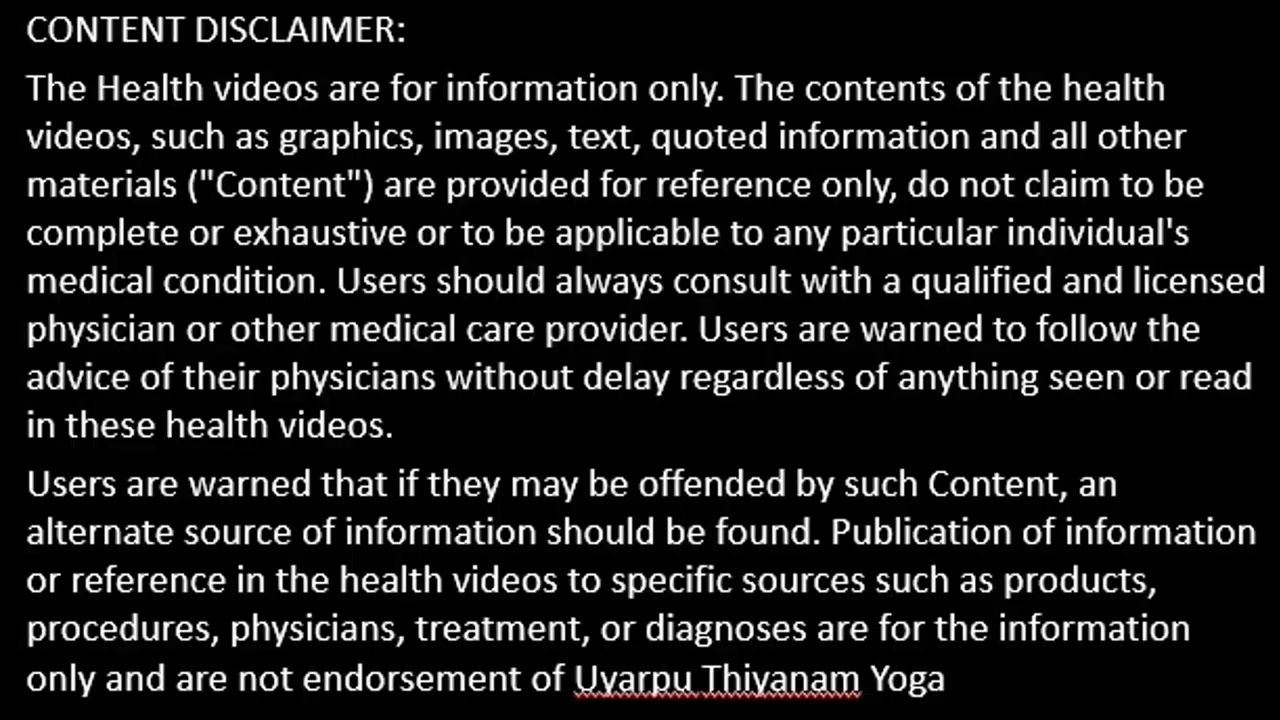 CONTENT DISCLAIMER:
The Health videos are for information only. The contents of the health
videos, such as graphics, images, text, quoted information and all other
materials ("Content") are provided for reference only, do not claim to be
complete or exhaustive or to be applicable to any particular individual's
medical condition. Users should always consult with a qualified and licensed
physician or other medical care provider. Users are warned to follow the
advice of their physicians without delay regardless of anything seen or read
in these health videos.
Users are warned that if they may be offended by such Content, an
alternate source of information should be found. Publication of information
or reference in the health videos to specific sources such as products,
procedures, physicians, treatment, or diagnoses are for the information
only and are not endorsement of Uyarpu Thiyanam Yoga